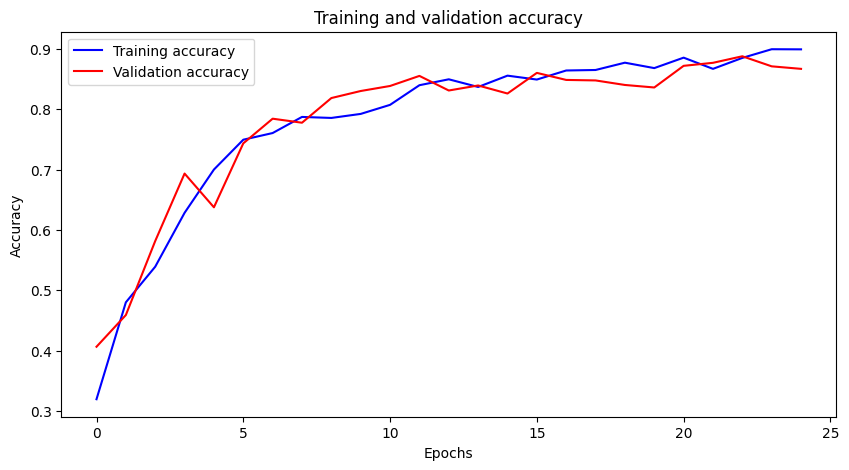 Training and validation accuracy
Training accuracy
Validation accuracy
0.9
0.8
0.7
0.6
0.5
0.4
0.3
Accuracy
0 5 10 15 20 25
Epochs